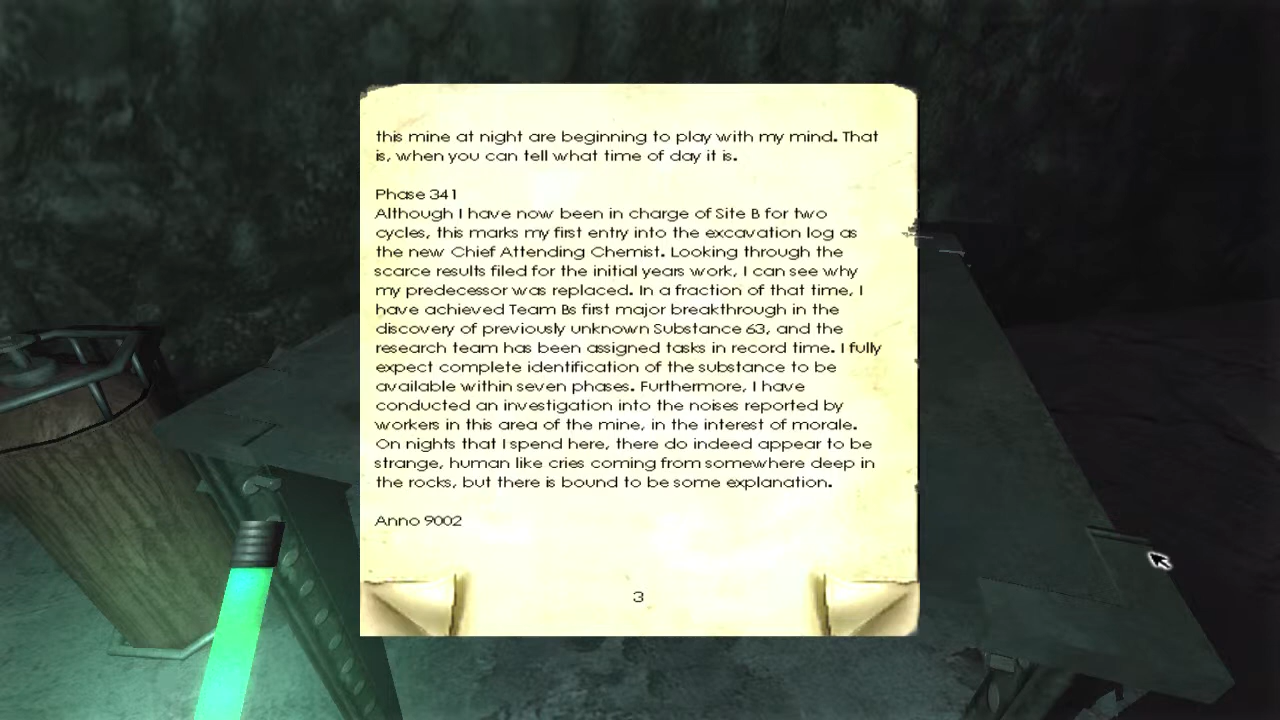 this mine at night are beginning to play with my mind. That
is, when you can tell what time of day it is.
Phase 341
Although I have now been in charge of Site B for two
cycles, this marks my first entry into the excavation log as
the new Chief Attending Chemist. Looking through the
scarce results filed for the initial years work, I can see why
my predecessor was replaced. In a fraction of that time, I
have achieved Team Bs first major breakthrough in the
discovery of previously unknown Substance 63, and the
research team has been assigned tasks in record time. I fully
expect complete identification of the substance to be
available within seven phases. Furthermore, I have
conducted an investigation into the noises reported by
workers in this area of the mine, in the interest of morale.
On nights that I spend here, there do indeed appear to be
strange, human like cries coming from somewhere deep in
the rocks, but there is bound to be some explanation.
Anno 9002
3